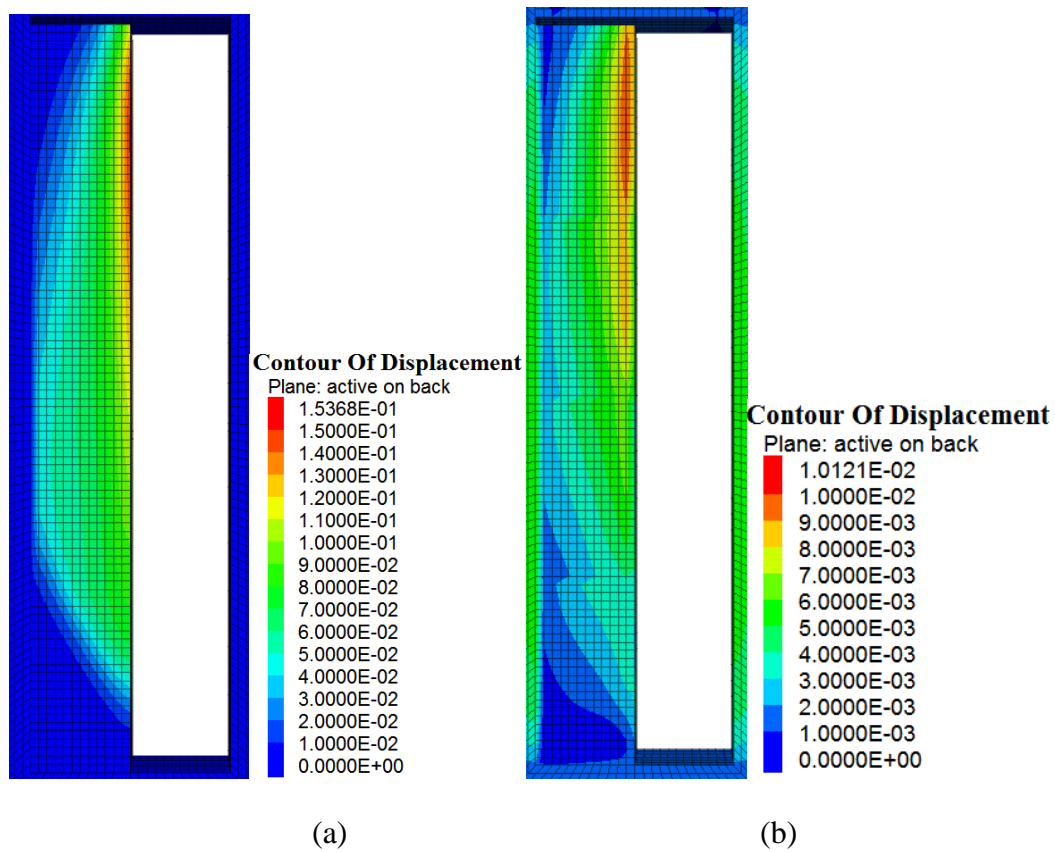 Contour Of Displacement
Plane: active on back
1.5368E-01
1.5000E-01
1.4000E-01
1.3000E-01
1.2000E-01
1.1000E-01
1.0000E-01
9.0000E-02
8.0000E-02
7.0000E-02
6.0000E-02
5.0000E-02
4.0000E-02
3.0000E-02
2.0000E-02
1.0000E-02
0.0000E+00
(a)
Contour Of Displacement
Plane: active on back
1.0121E-02
1.0000E-02
9.0000E-03
8.0000E-03
7.0000E-03
6.0000E-03
5.0000E-03
4.0000E-03
3.0000E-03
2.0000E-03
1.0000E-03
0.0000E+00
(b)